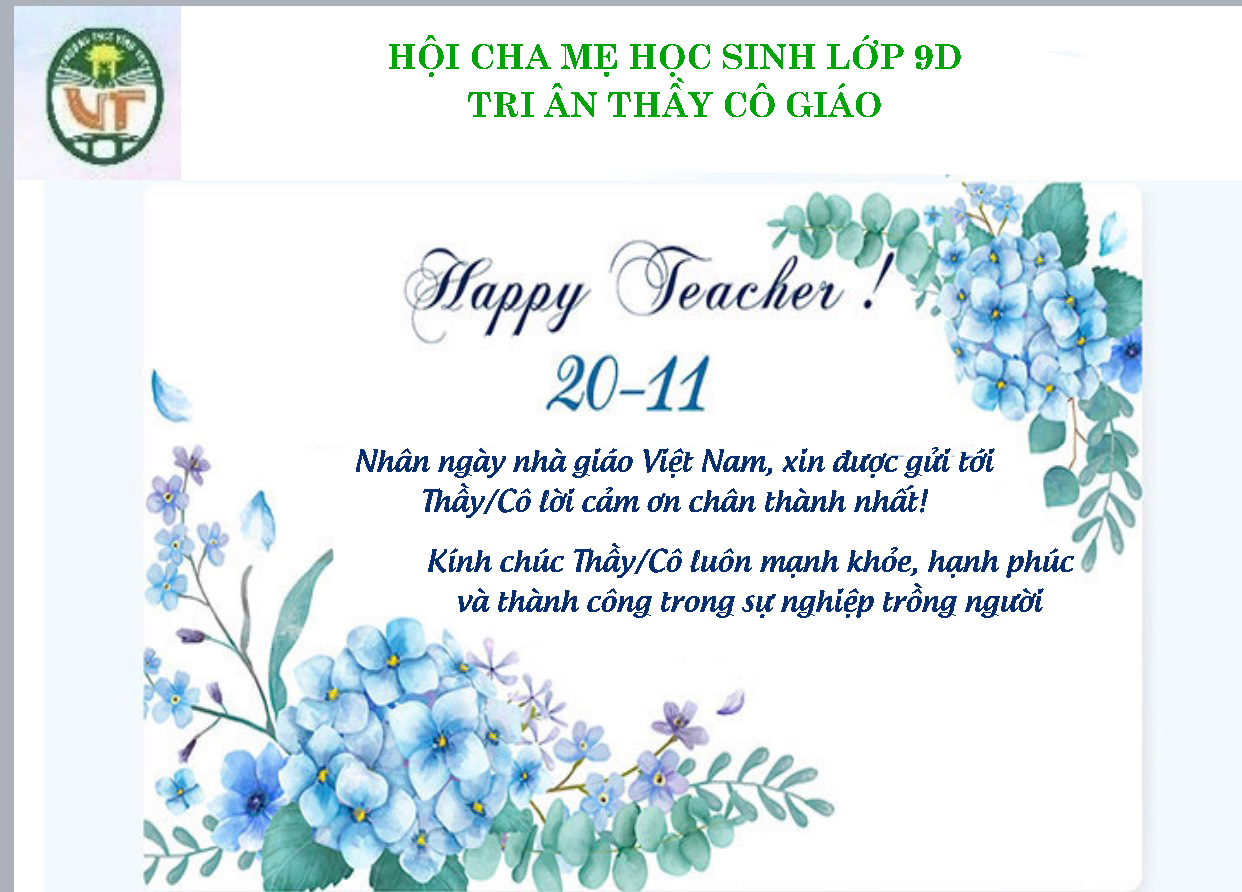 HỘI CHA MẸ HỌC SINH LỚP 9D
TRI ÂN THẦY CÔ GIÁO
VT
Happy Teacher !
20-11
Nhân ngày nhà giáo Việt Nam, xin được gửi tới
Thầy/Cô lời cảm ơn chân thành nhất!
Kính chúc Thầy/Cô luôn mạnh khỏe, hạnh phúc
và thành công trong sự nghiệp trồng người